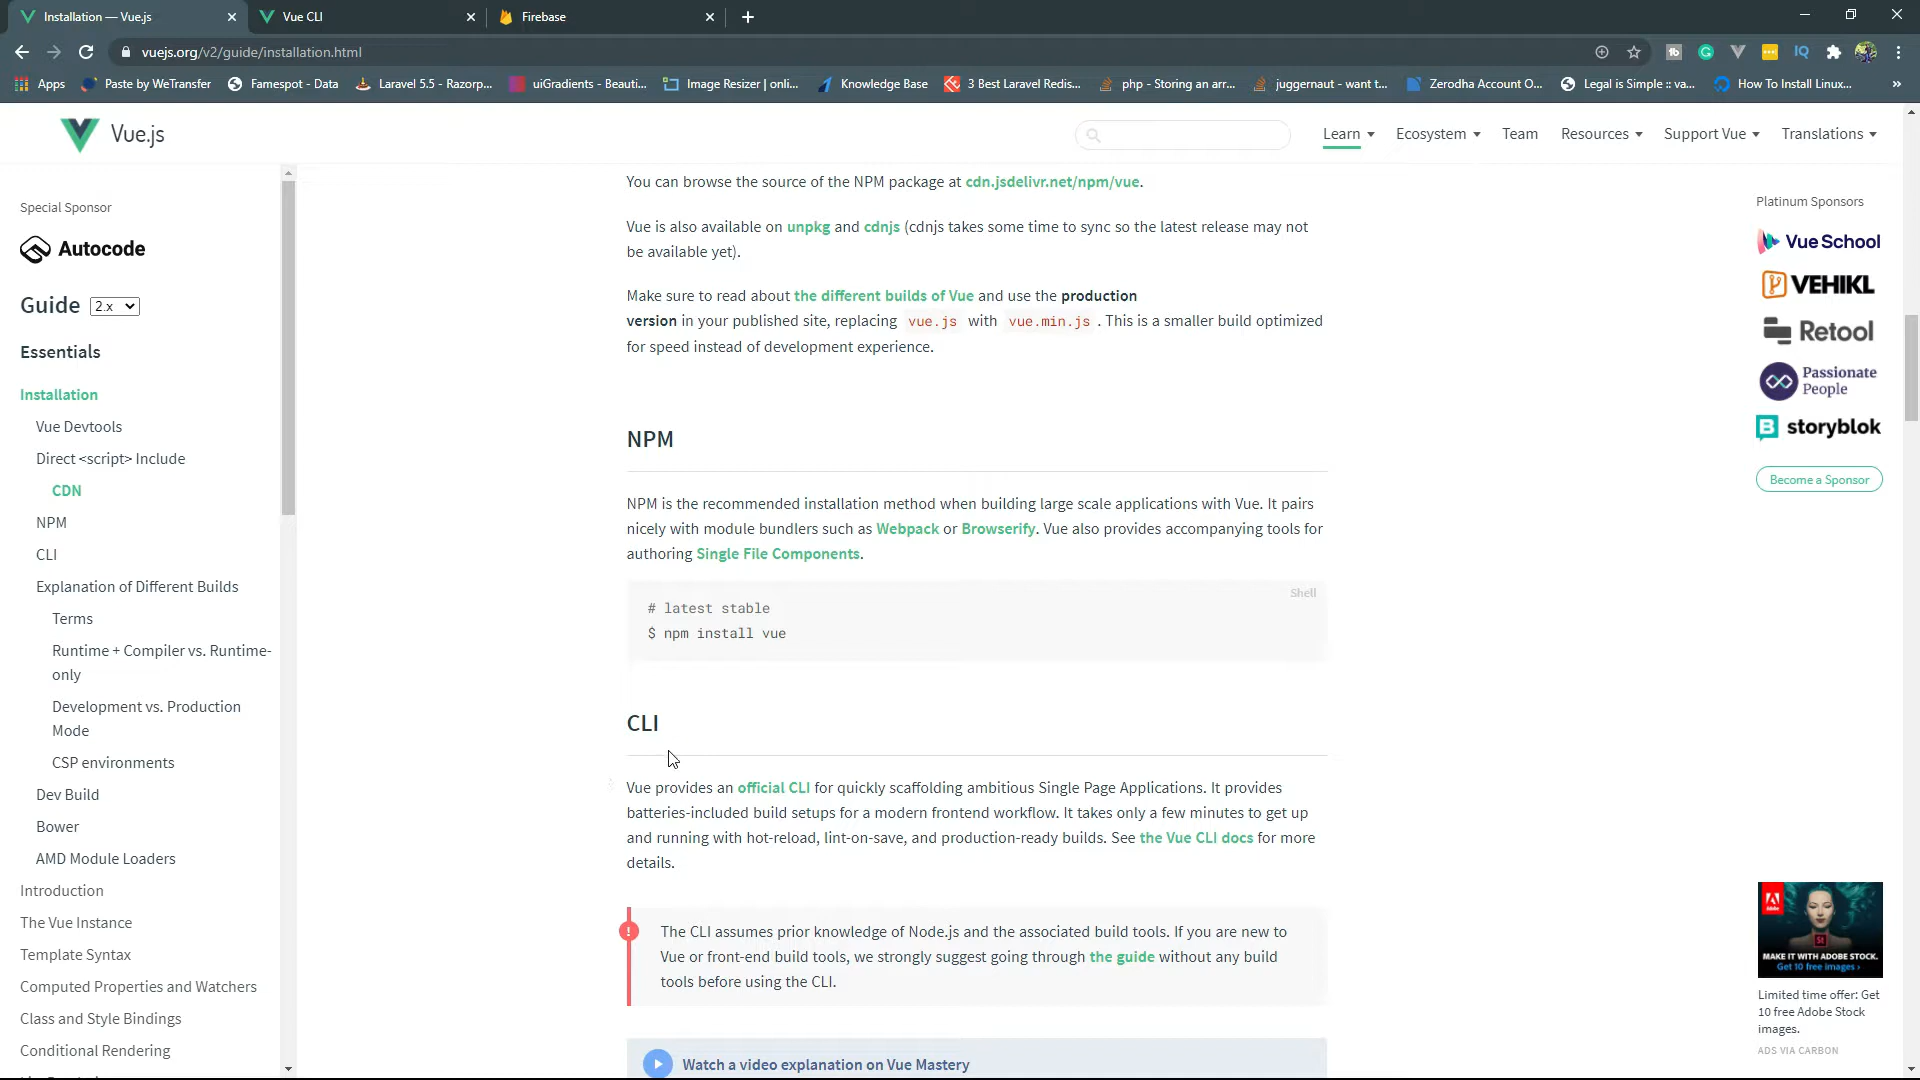 Installation — Vue.js
Vue CLI
Firebase
vuejs.org/v2/guide/installation.html
Apps
Paste by WeTransfer
Famespot - Data
Laravel 5.5 - Razorp...
uiGradients - Beauti...
Image Resizer | onli...
Knowledge Base
3 Best Laravel Redis...
php - Storing an arr...
juggernaut - want t...
Zerodha Account O...
Legal is Simple :: va...
How To Install Linux...
»
Vue.js
Learn
Ecosystem
Team
Resources
Support Vue
Translations
Special Sponsor
Autocode
Guide 2.x
Essentials
Installation
Vue Devtools
Direct <script> Include
CDN
NPM
CLI
Explanation of Different Builds
Terms
Runtime + Compiler vs. Runtime-
only
Development vs. Production
Mode
CSP environments
Dev Build
Bower
AMD Module Loaders
Introduction
The Vue Instance
Template Syntax
Computed Properties and Watchers
Class and Style Bindings
Conditional Rendering
You can browse the source of the NPM package at cdn.jsdelivr.net/npm/vue.
Vue is also available on unpkg and cdnjs (cdnjs takes some time to sync so the latest release may not
be available yet).
Make sure to read about the different builds of Vue and use the production
version in your published site, replacing vue.js with vue.min.js . This is a smaller build optimized
for speed instead of development experience.
NPM
NPM is the recommended installation method when building large scale applications with Vue. It pairs
nicely with module bundlers such as Webpack or Browserify. Vue also provides accompanying tools for
authoring Single File Components.
Shell
# latest stable
$ npm install vue
CLI
Vue provides an official CLI for quickly scaffolding ambitious Single Page Applications. It provides
batteries-included build setups for a modern frontend workflow. It takes only a few minutes to get up
and running with hot-reload, lint-on-save, and production-ready builds. See the Vue CLI docs for more
details.
! The CLI assumes prior knowledge of Node.js and the associated build tools. If you are new to
Vue or front-end build tools, we strongly suggest going through the guide without any build
tools before using the CLI.
Watch a video explanation on Vue Mastery
Platinum Sponsors
Vue School
VEHIKL
Retool
Passionate
People
storyblok
Become a Sponsor
MAKE IT WITH ADOBE STOCK.
Get 10 free images ›
Limited time offer: Get
10 free Adobe Stock
images.
ADS VIA CARBON